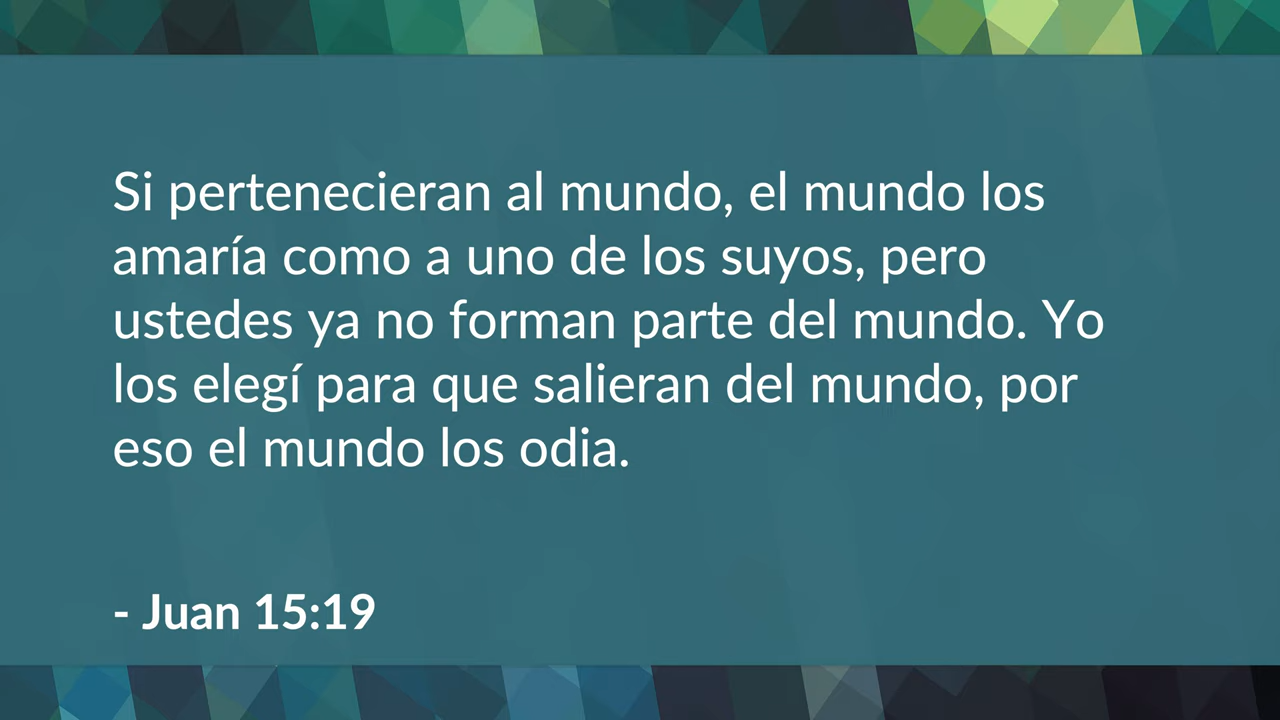 Si pertenecieran al mundo, el mundo los
amaría como a uno de los suyos, pero
ustedes ya no forman parte del mundo. Yo
los elegí para que salieran del mundo, por
eso el mundo los odia.
- Juan 15:19